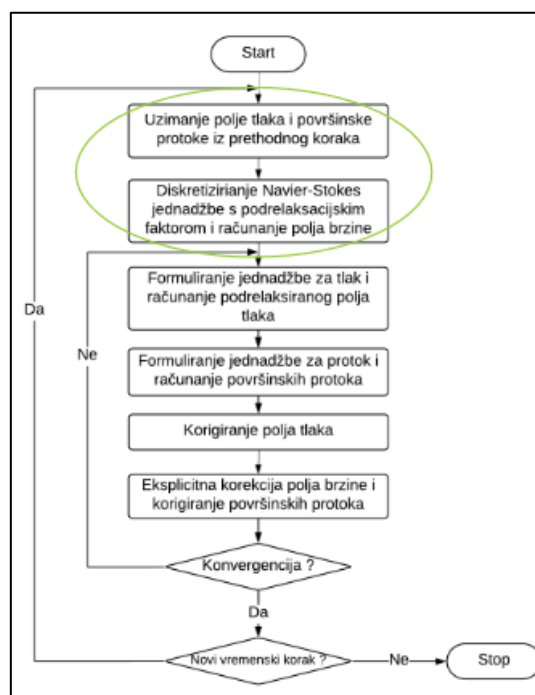 Start
Uzimanje polje tlaka i površinske
protoke iz prethodnog koraka
Diskretizirianje Navier-Stokes
jednadžbe s podrelaksacijskim
faktorom i računanje polja brzine
Formuliranje jednadžbe za tlak i
računanje podrelaksiranog polja
tlaka
Da
Ne
Formuliranje jednadžbe za protok i
računanje površinskih protoka
Korigiranje polja tlaka
Eksplicitna korekcija polja brzine i
korigiranje površinskih protoka
Konvergencija ?
Da
Novi vremenski korak ?
Ne
Stop